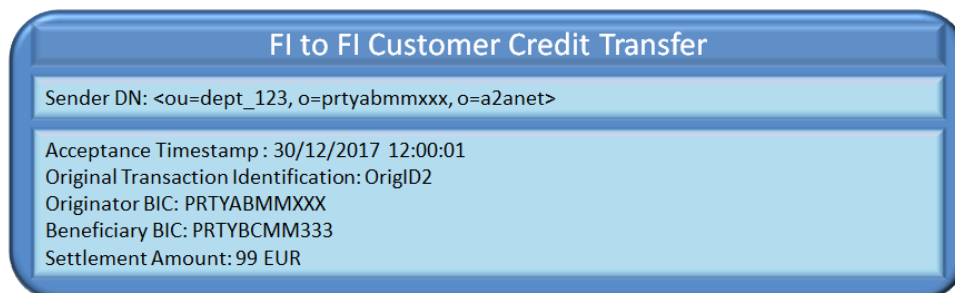 FI to FI Customer Credit Transfer
Sender DN: <ou=dept_123, o=prtyabmmxxx, o=a2anet>
Acceptance Timestamp : 30/12/2017 12:00:01
Original Transaction Identification: OrigID2
Originator BIC: PRTYABMMXXX
Beneficiary BIC: PRTYBCMM333
Settlement Amount: 99 EUR